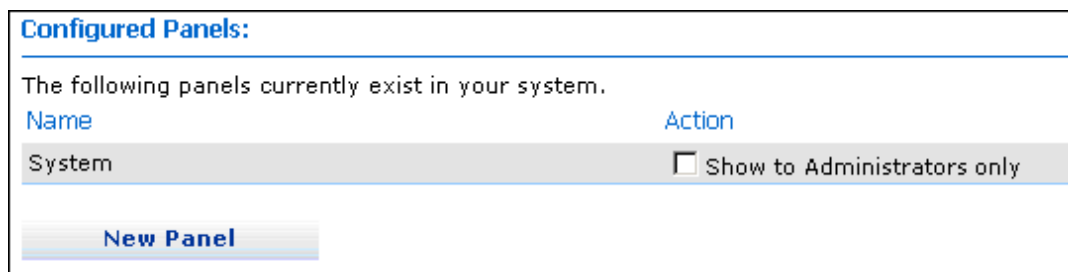 Configured Panels:
The following panels currently exist in your system.
Name Action
System Show to Administrators only
New Panel